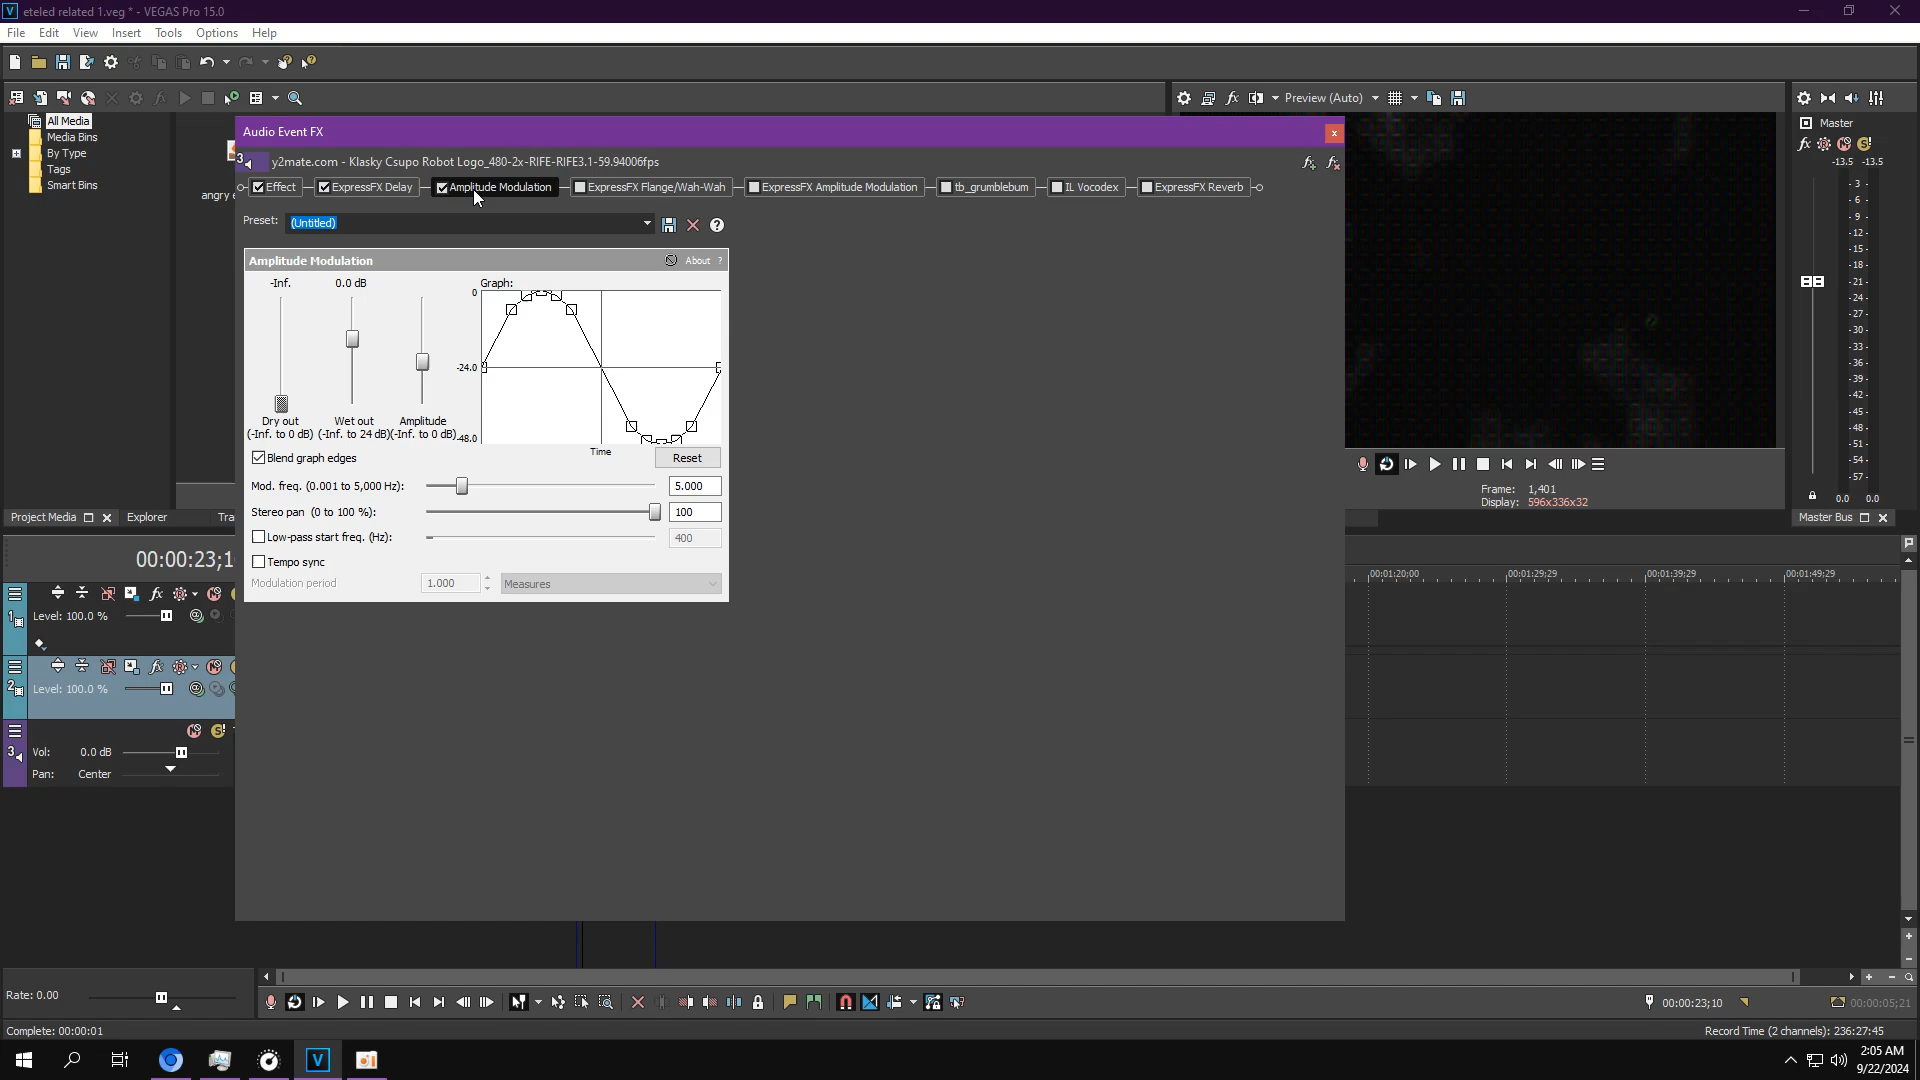 eteled related 1.veg * - VEGAS Pro 15.0
File Edit View Insert Tools Options Help
Preview (Auto)
All Media
Media Bins
By Type
Tags
Smart Bins
angry e
Audio Event FX
3 y2mate.com - Klasky Csupo Robot Logo_480-2x-RIFE-RIFE3.1-59.94006fps
Effect ExpressFX Delay Amplitude Modulation ExpressFX Flange/Wah-Wah ExpressFX Amplitude Modulation tb_grumblebum IL Vocodex ExpressFX Reverb
Preset: (Untitled)
Amplitude Modulation About ?
-Inf. 0.0 dB Graph:
0
-24.0
-48.0
Dry out Wet out Amplitude
(-Inf. to 0 dB) (-Inf. to 24 dB) (-Inf. to 0 dB)
Time
Blend graph edges Reset
Mod. freq. (0.001 to 5,000 Hz): 5.000
Stereo pan (0 to 100 %): 100
Low-pass start freq. (Hz): 400
Tempo sync
Modulation period 1.000 Measures
Master
-13.5 -13.5
- 3 -
- 6 -
- 9 -
-12-
-15-
-18-
-21-
-24-
-27-
-30-
-33-
-36-
-39-
-42-
-45-
-48-
-51-
-54-
-57-
0.0 0.0
Frame: 1,401
Display: 596x336x32
Project Media Explorer Tra
Master Bus
00:00:23;1
00:01:20;00 00:01:29;29 00:01:39;29 00:01:49;29
1 Level: 100.0 %
2 Level: 100.0 %
3 Vol: 0.0 dB
Pan: Center
Rate: 0.00
00:00:23;10 00:00:05;21
Complete: 00:00:01
Record Time (2 channels): 236:27:45
2:05 AM
9/22/2024